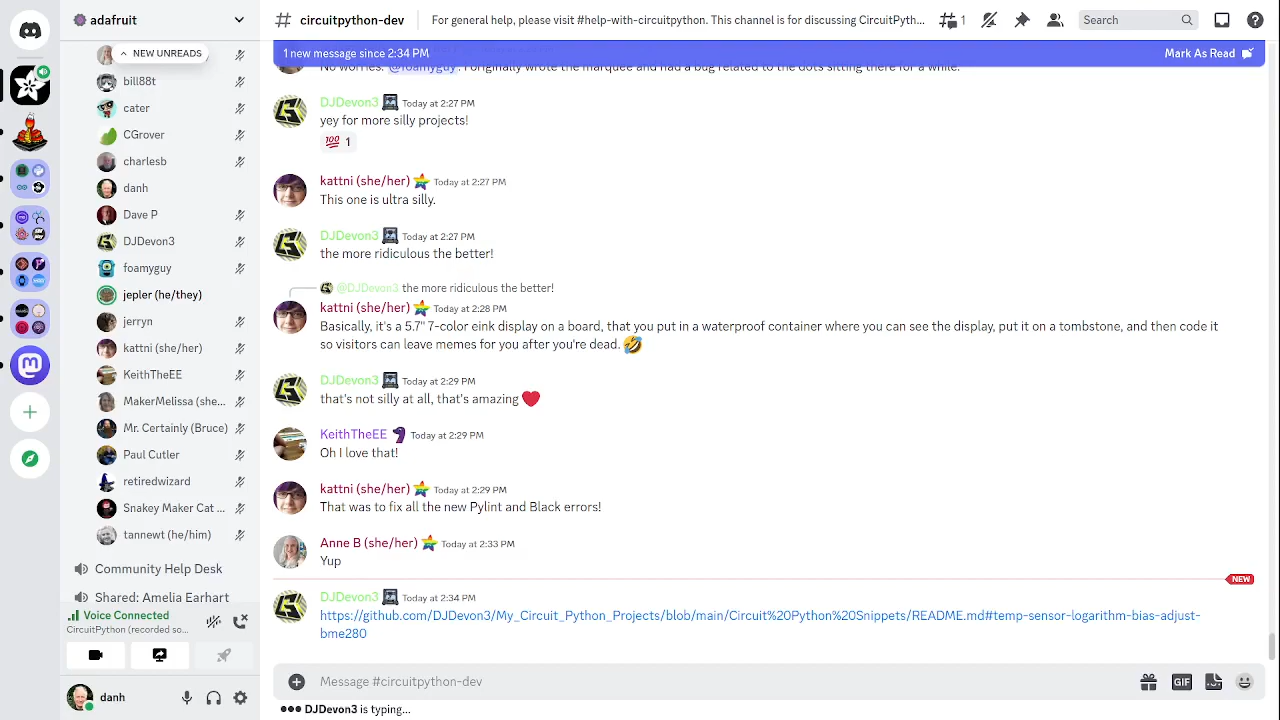 adafruit
NEW UNREADS
bill88t
cater
CGrover
charlesb
danh
Dave P
DJDevon3
foamyguy
jepler (he/they)
jerryn
kattni (she/her)
KeithTheEE
MakerMelissa (she...
Mr. Certainly (Bruce)
Paul Cutler
retiredwizard
Snakey Maker Cat ...
tannewt (he/him)
Community Help Desk
Shared: Amelia Earhart
Voice Connected
CircuitPython (recorded so...
danh
circuitpython-dev
For general help, please visit #help-with-circuitpython. This channel is for discussing CircuitPyth...
1
Search
1 new message since 2:34 PM
Mark As Read
No worries. @foamyguy. I originally wrote the marquee and had a bug related to the dots sitting there for a while.
DJDevon3 Today at 2:27 PM
yey for more silly projects!
100 1
kattni (she/her) Today at 2:27 PM
This one is ultra silly.
DJDevon3 Today at 2:27 PM
the more ridiculous the better!
@DJDevon3 the more ridiculous the better!
kattni (she/her) Today at 2:28 PM
Basically, it's a 5.7" 7-color eink display on a board, that you put in a waterproof container where you can see the display, put it on a tombstone, and then code it
so visitors can leave memes for you after you're dead.
DJDevon3 Today at 2:29 PM
that's not silly at all, that's amazing
KeithTheEE Today at 2:29 PM
Oh I love that!
kattni (she/her) Today at 2:29 PM
That was to fix all the new Pylint and Black errors!
Anne B (she/her) Today at 2:33 PM
Yup
NEW
DJDevon3 Today at 2:34 PM
https://github.com/DJDevon3/My_Circuit_Python_Projects/blob/main/Circuit%20Python%20Snippets/README.md#temp-sensor-logarithm-bias-adjust-
bme280
Message #circuitpython-dev
GIF
DJDevon3 is typing...